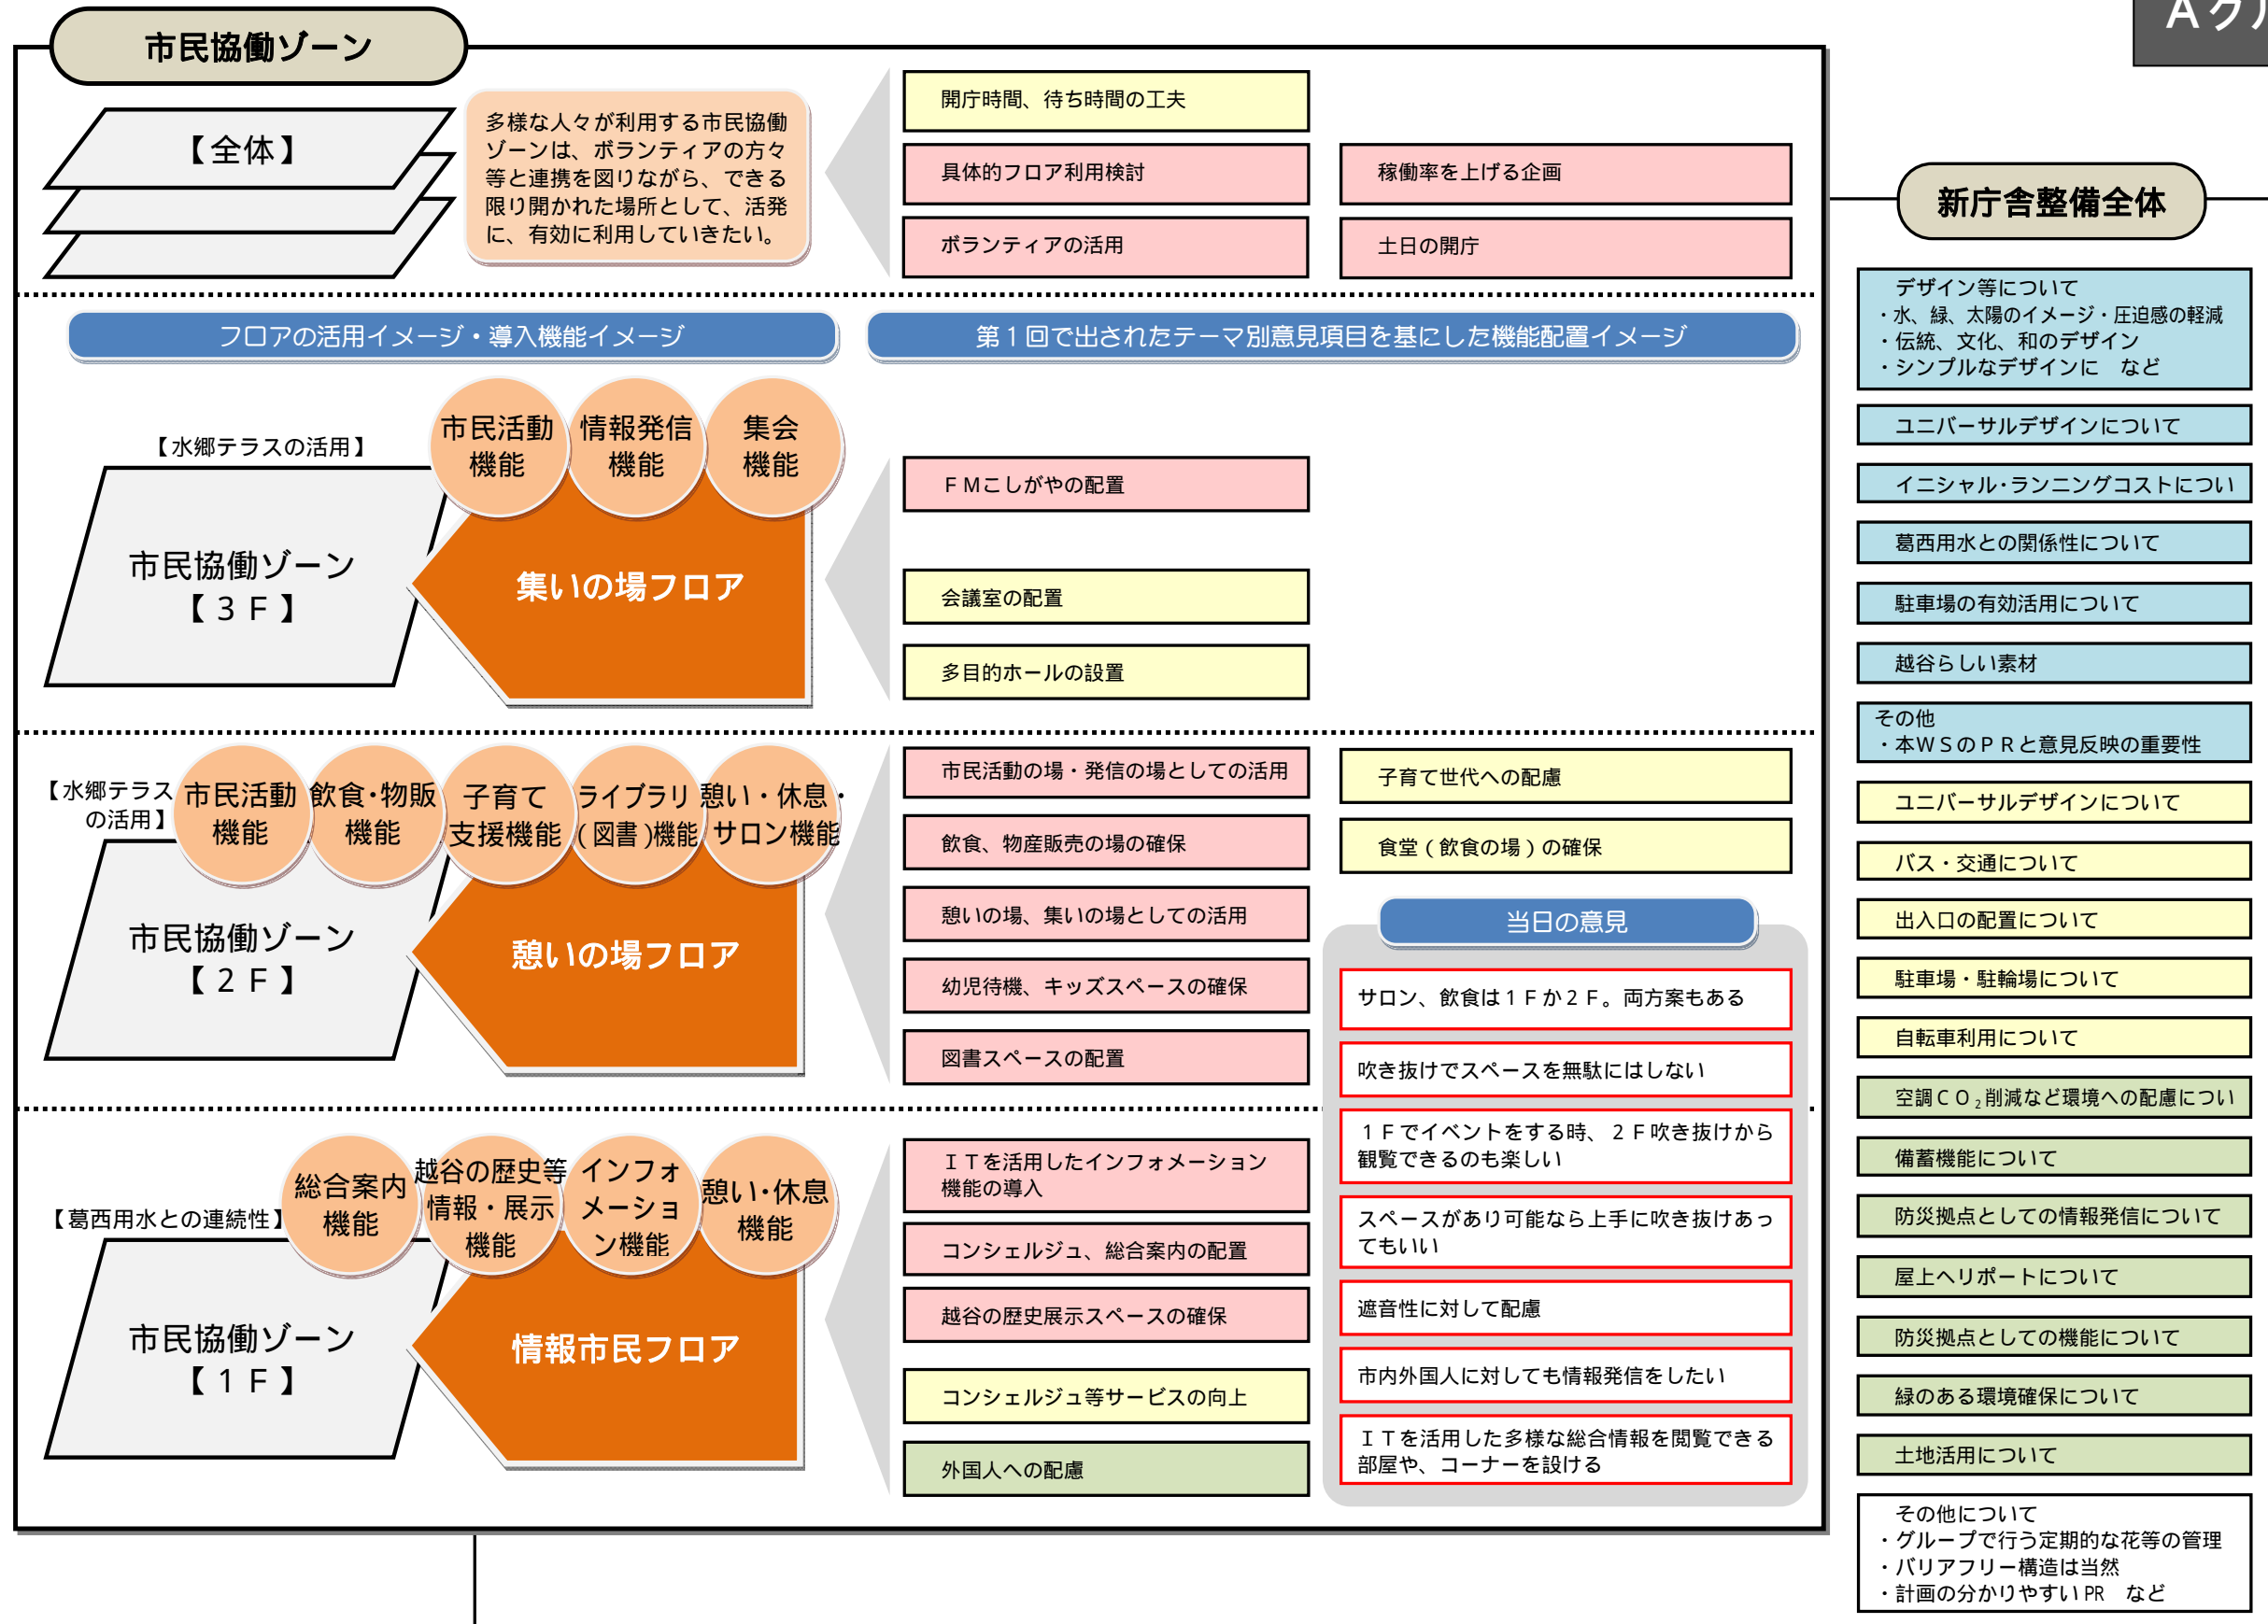 Aグ
市民協働ゾーン
【全体】
多様な人々が利用する市民協働
ゾーンは、ボランティアの方々
等と連携を図りながら、できる
限り開かれた場所として、活発
に、有効に利用していきたい。
開庁時間、待ち時間の工夫
具体的フロア利用検討
稼働率を上げる企画
ボランティアの活用
土日の開庁
フロアの活用イメージ・導入機能イメージ
第１回で出されたテーマ別意見項目を基にした機能配置イメージ
【水郷テラスの活用】
市民活動
機能
情報発信
機能
集会
機能
市民協働ゾーン
【３Ｆ】
集いの場フロア
ＦＭこしがやの配置
会議室の配置
多目的ホールの設置
【水郷テラス
の活用】
市民活動
機能
飲食・物販
機能
子育て
支援機能
ライブラリ
（図書）機能
憩い・休息・
サロン機能
市民協働ゾーン
【２Ｆ】
憩いの場フロア
市民活動の場・発信の場としての活用
飲食、物産販売の場の確保
憩いの場、集いの場としての活用
幼児待機、キッズスペースの確保
図書スペースの配置
子育て世代への配慮
食堂（飲食の場）の確保
【葛西用水との連続性】
総合案内
機能
越谷の歴史等
情報・展示
機能
インフォ
メーショ
ン機能
憩い・休息
機能
市民協働ゾーン
【１Ｆ】
情報市民フロア
ＩＴを活用したインフォメーション
機能の導入
コンシェルジュ、総合案内の配置
越谷の歴史展示スペースの確保
コンシェルジュ等サービスの向上
外国人への配慮
当日の意見
サロン、飲食は１Ｆか２Ｆ。両方案もある
吹き抜けでスペースを無駄にはしない
１Ｆでイベントをする時、２Ｆ吹き抜けから
観覧できるのも楽しい
スペースがあり可能なら上手に吹き抜けあっ
てもいい
遮音性に対して配慮
市内外国人に対しても情報発信をしたい
ＩＴを活用した多様な総合情報を閲覧できる
部屋や、コーナーを設ける
新庁舎整備全体
デザイン等について
・水、緑、太陽のイメージ・圧迫感の軽減
・伝統、文化、和のデザイン
・シンプルなデザインに　など
ユニバーサルデザインについて
イニシャル・ランニングコストについ
葛西用水との関係性について
駐車場の有効活用について
越谷らしい素材
その他
・本ＷＳのＰＲと意見反映の重要性
ユニバーサルデザインについて
バス・交通について
出入口の配置について
駐車場・駐輪場について
自転車利用について
空調ＣＯ₂削減など環境への配慮につい
備蓄機能について
防災拠点としての情報発信について
屋上ヘリポートについて
防災拠点としての機能について
緑のある環境確保について
土地活用について
その他について
・グループで行う定期的な花等の管理
・バリアフリー構造は当然
・計画の分かりやすいPR　など